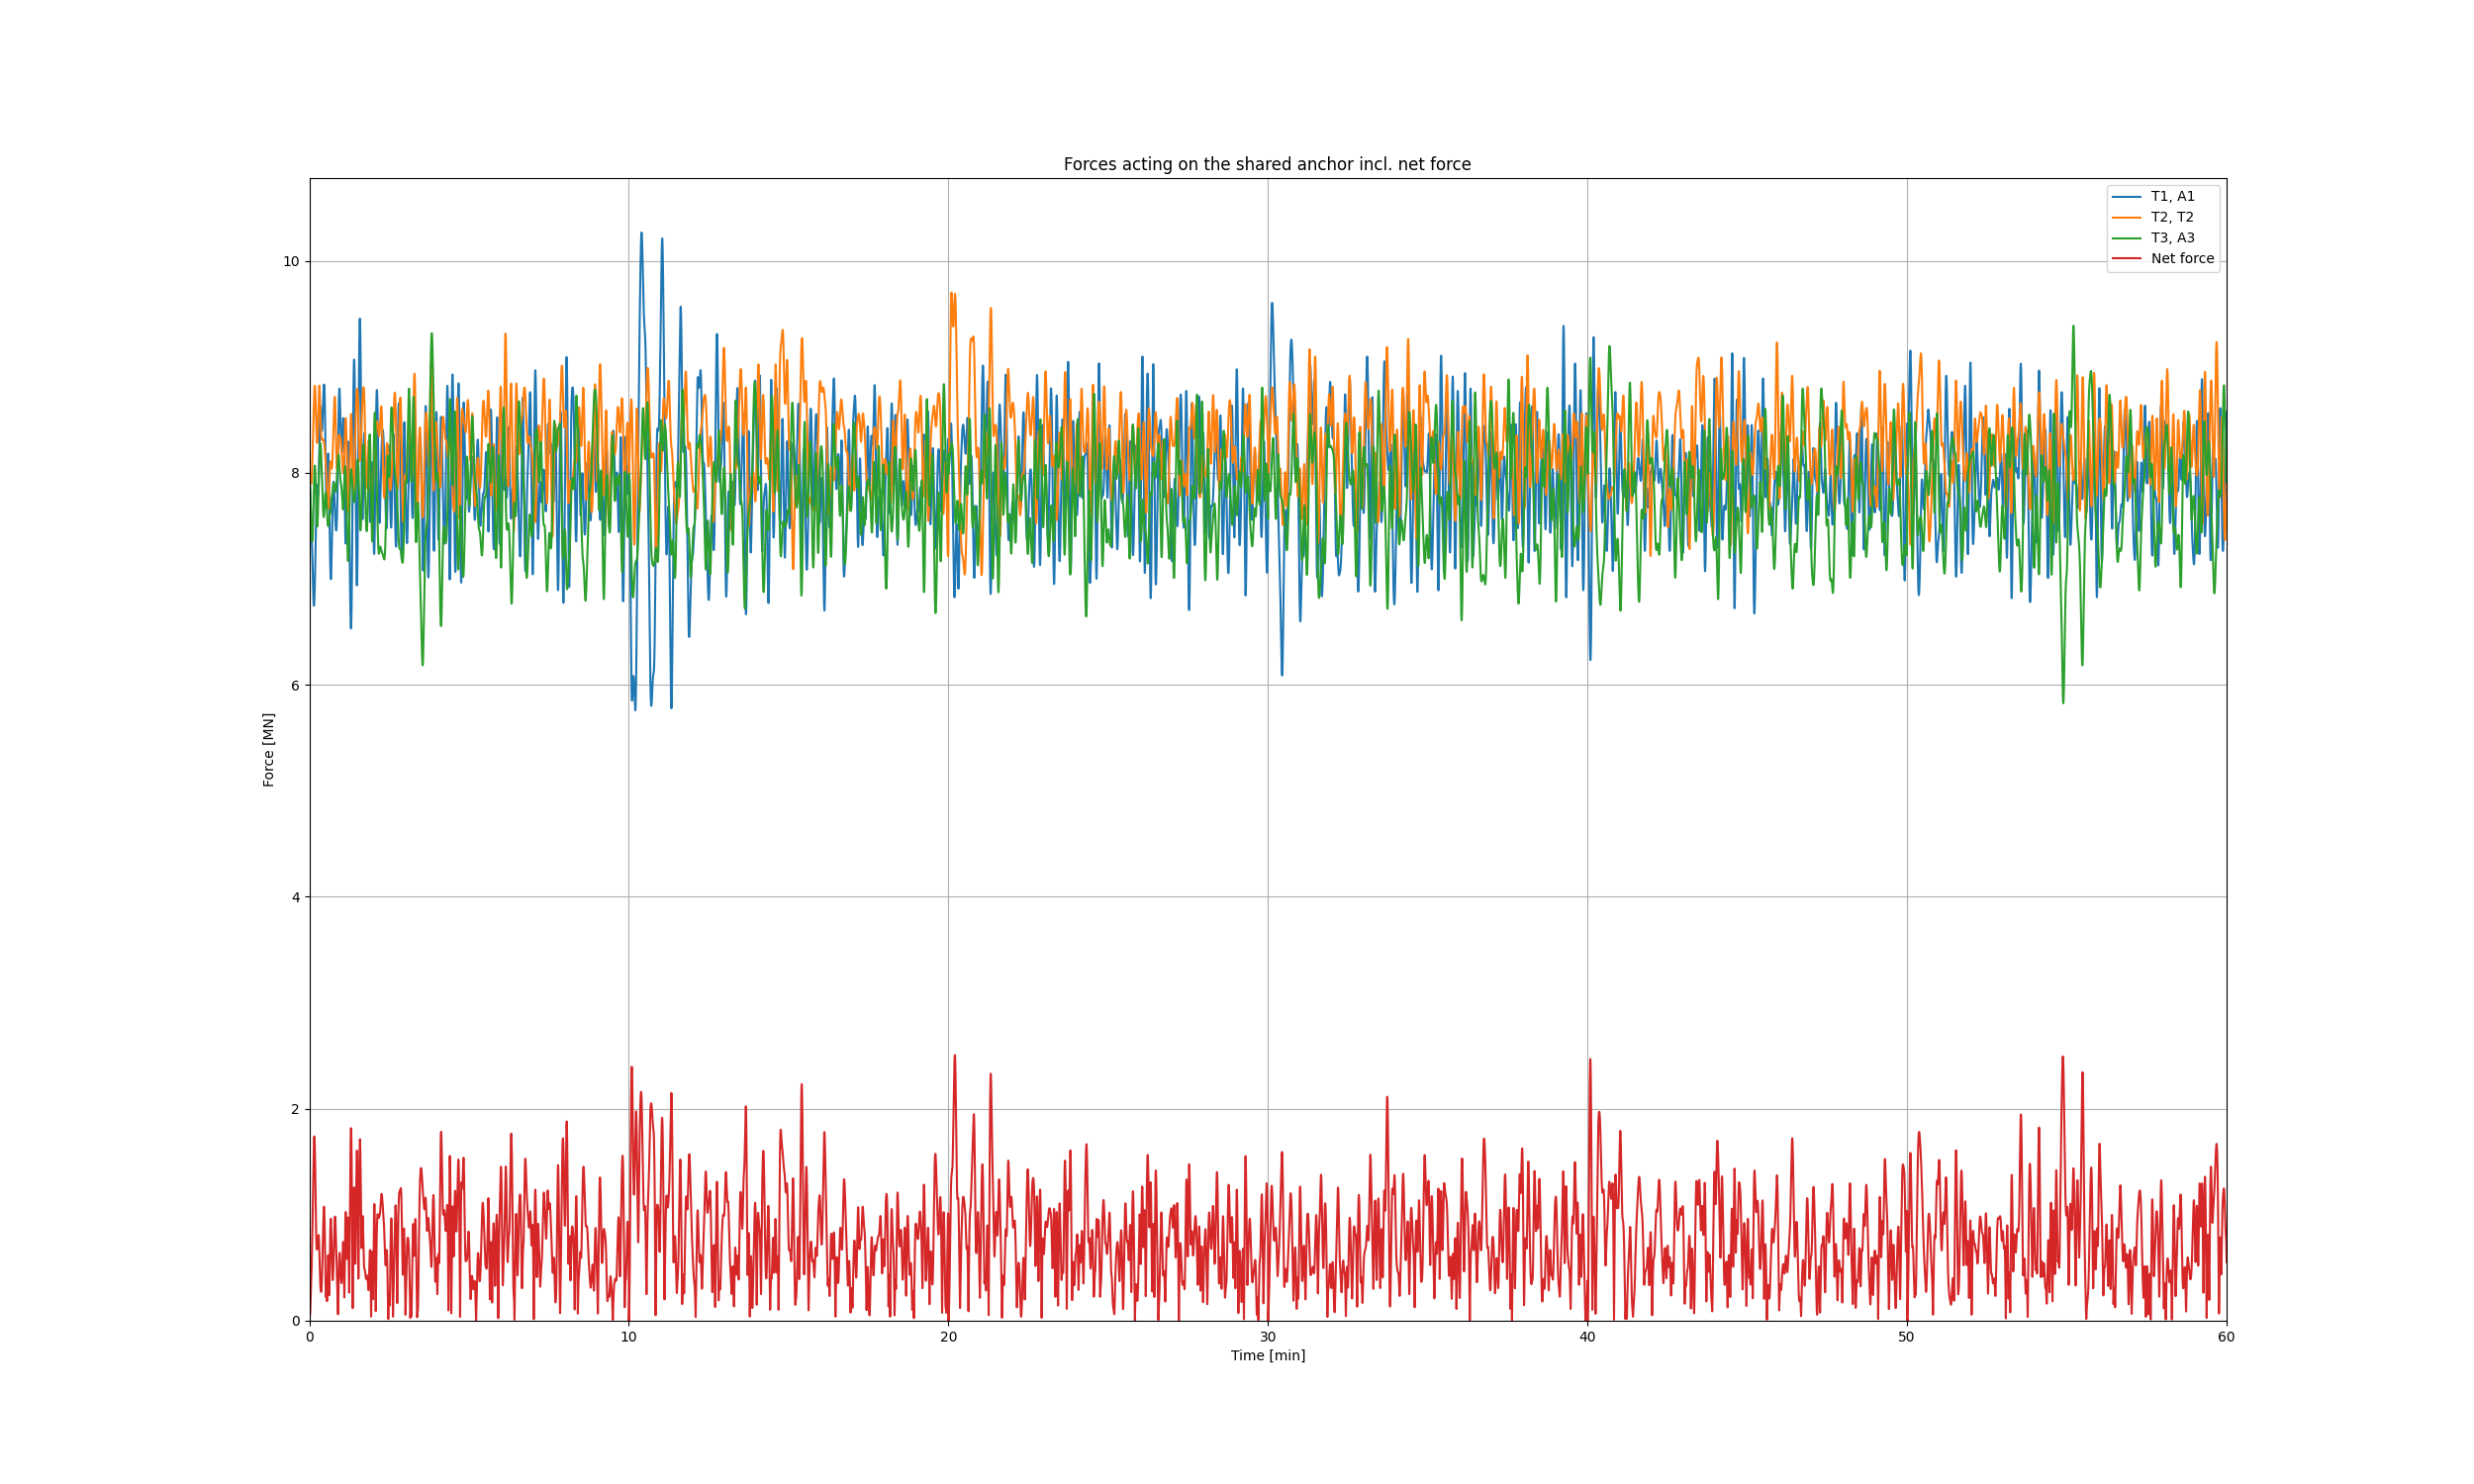 Forces acting on the shared anchor incl. net force
T1, A1
T2, T2
T3, A3
Net force
10
8
6
4
2
0
Force [MN]
0 10 20 30 40 50 60
Time [min]